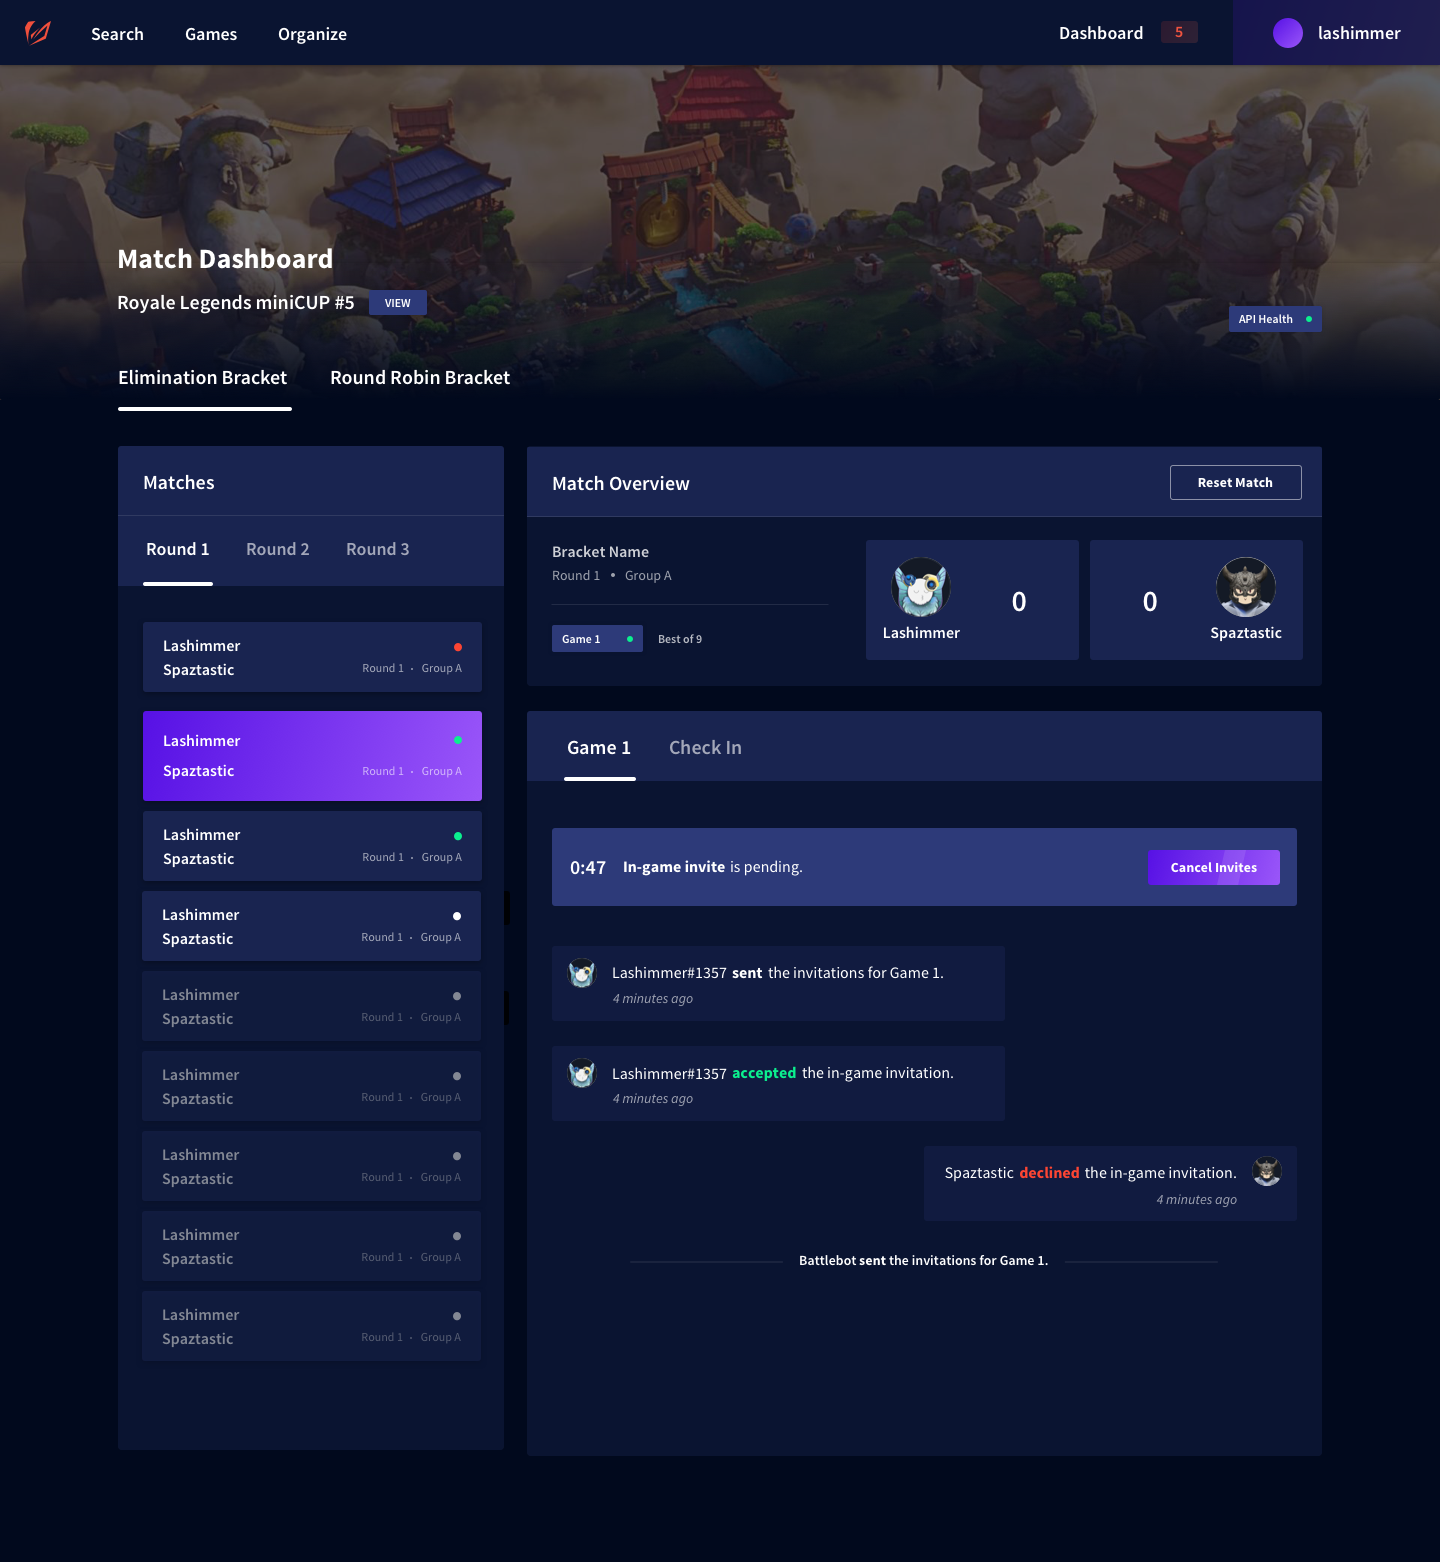 Search Games Organize Dashboard 5 lashimmer
Match Dashboard
Royale Legends miniCUP #5 VIEW
API Health
Elimination Bracket Round Robin Bracket
Matches
Round 1 Round 2 Round 3
Lashimmer
Spaztastic Round 1 • Group A
Lashimmer
Spaztastic Round 1 • Group A
Lashimmer
Spaztastic Round 1 • Group A
Lashimmer
Spaztastic Round 1 • Group A
Lashimmer
Spaztastic Round 1 • Group A
Lashimmer
Spaztastic Round 1 • Group A
Lashimmer
Spaztastic Round 1 • Group A
Lashimmer
Spaztastic Round 1 • Group A
Lashimmer
Spaztastic Round 1 • Group A
Match Overview Reset Match
Bracket Name
Round 1 • Group A
Game 1 Best of 9
0
Lashimmer
0
Spaztastic
Game 1 Check In
0:47 In-game invite is pending. Cancel Invites
Lashimmer#1357 sent the invitations for Game 1.
4 minutes ago
Lashimmer#1357 accepted the in-game invitation.
4 minutes ago
Spaztastic declined the in-game invitation.
4 minutes ago
Battlebot sent the invitations for Game 1.